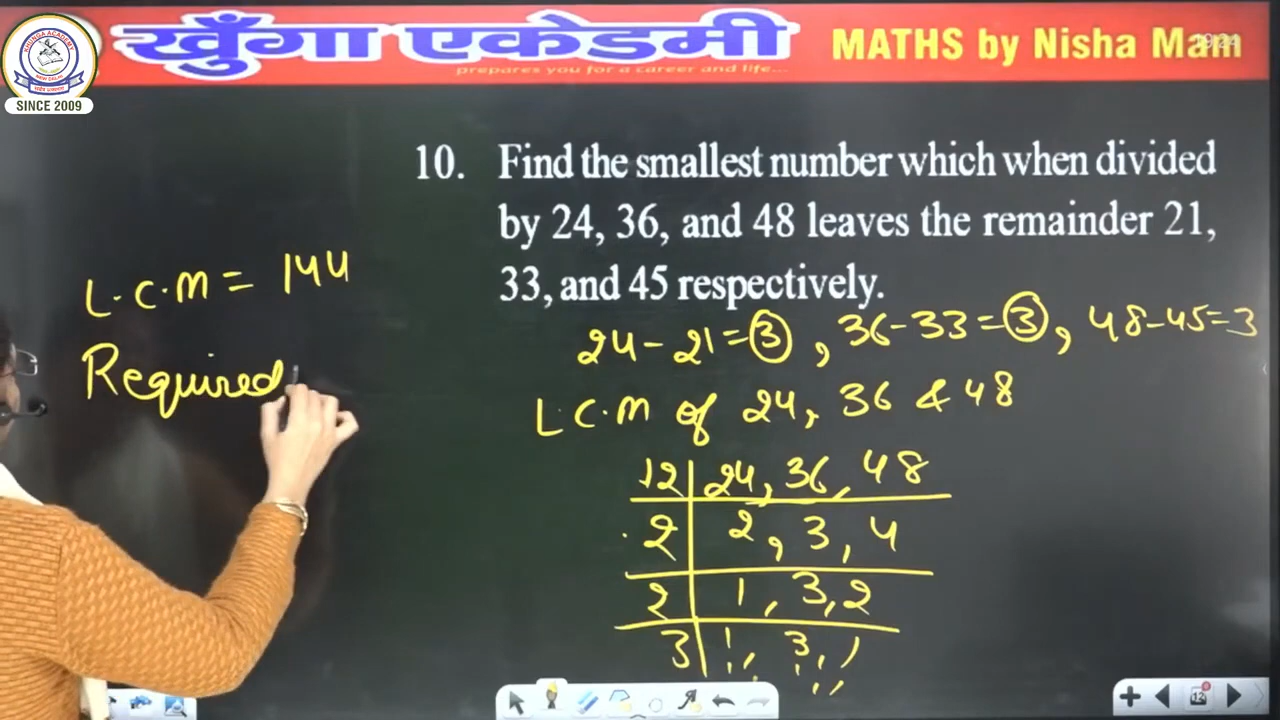 खुँगा एकेडमी
MATHS by Nisha Mam
prepares you for a career and life...
SINCE 2009
10. Find the smallest number which when divided
by 24, 36, and 48 leaves the remainder 21,
33, and 45 respectively.
24-21=3, 36-33=3, 48-45=3
L.C.M of 24, 36 & 48
12 24, 36, 48
2 2, 3, 4
2 1, 3, 2
3 1, 3, 1
1, 1, 1
L.C.M = 144
Required